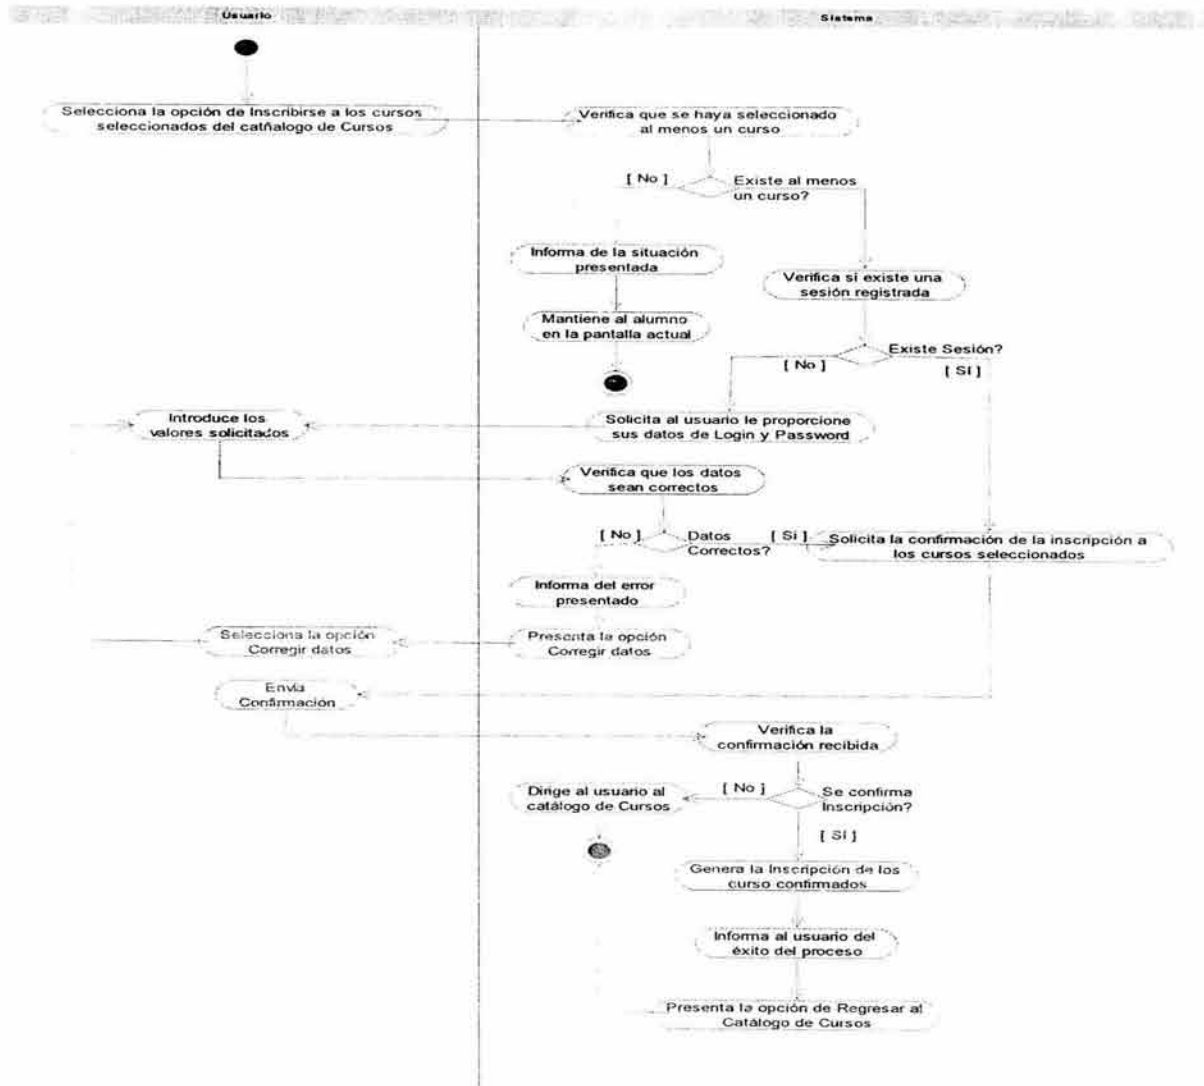 Usuario
Sistema
Selecciona la opción de Inscribirse a los cursos
seleccionados del catñalogo de Cursos
Verifica que se haya seleccionado
al menos un curso
[ No ]
Existe al menos
un curso?
Informa de la situación
presentada
Verifica si existe una
sesión registrada
Mantiene al alumno
en la pantalla actual
Existe Sesión?
[ No ]
[ Sí ]
Introduce los
valores solicitados
Solicita al usuario le proporcione
sus datos de Login y Password
Verifica que los datos
sean correctos
[ No ]
Datos
Correctos?
[ Sí ]
Solicita la confirmación de la inscripción a
los cursos seleccionados
Informa del error
presentado
Selecciona la opción
Corregir datos
Presenta la opción
Corregir datos
Envía
Confirmación
Verifica la
confirmación recibida
Dirige al usuario al
catálogo de Cursos
[ No ]
Se confirma
Inscripción?
[ Sí ]
Genera la Inscripción de los
curso confirmados
Informa al usuario del
éxito del proceso
Presenta la opción de Regresar al
Catálogo de Cursos